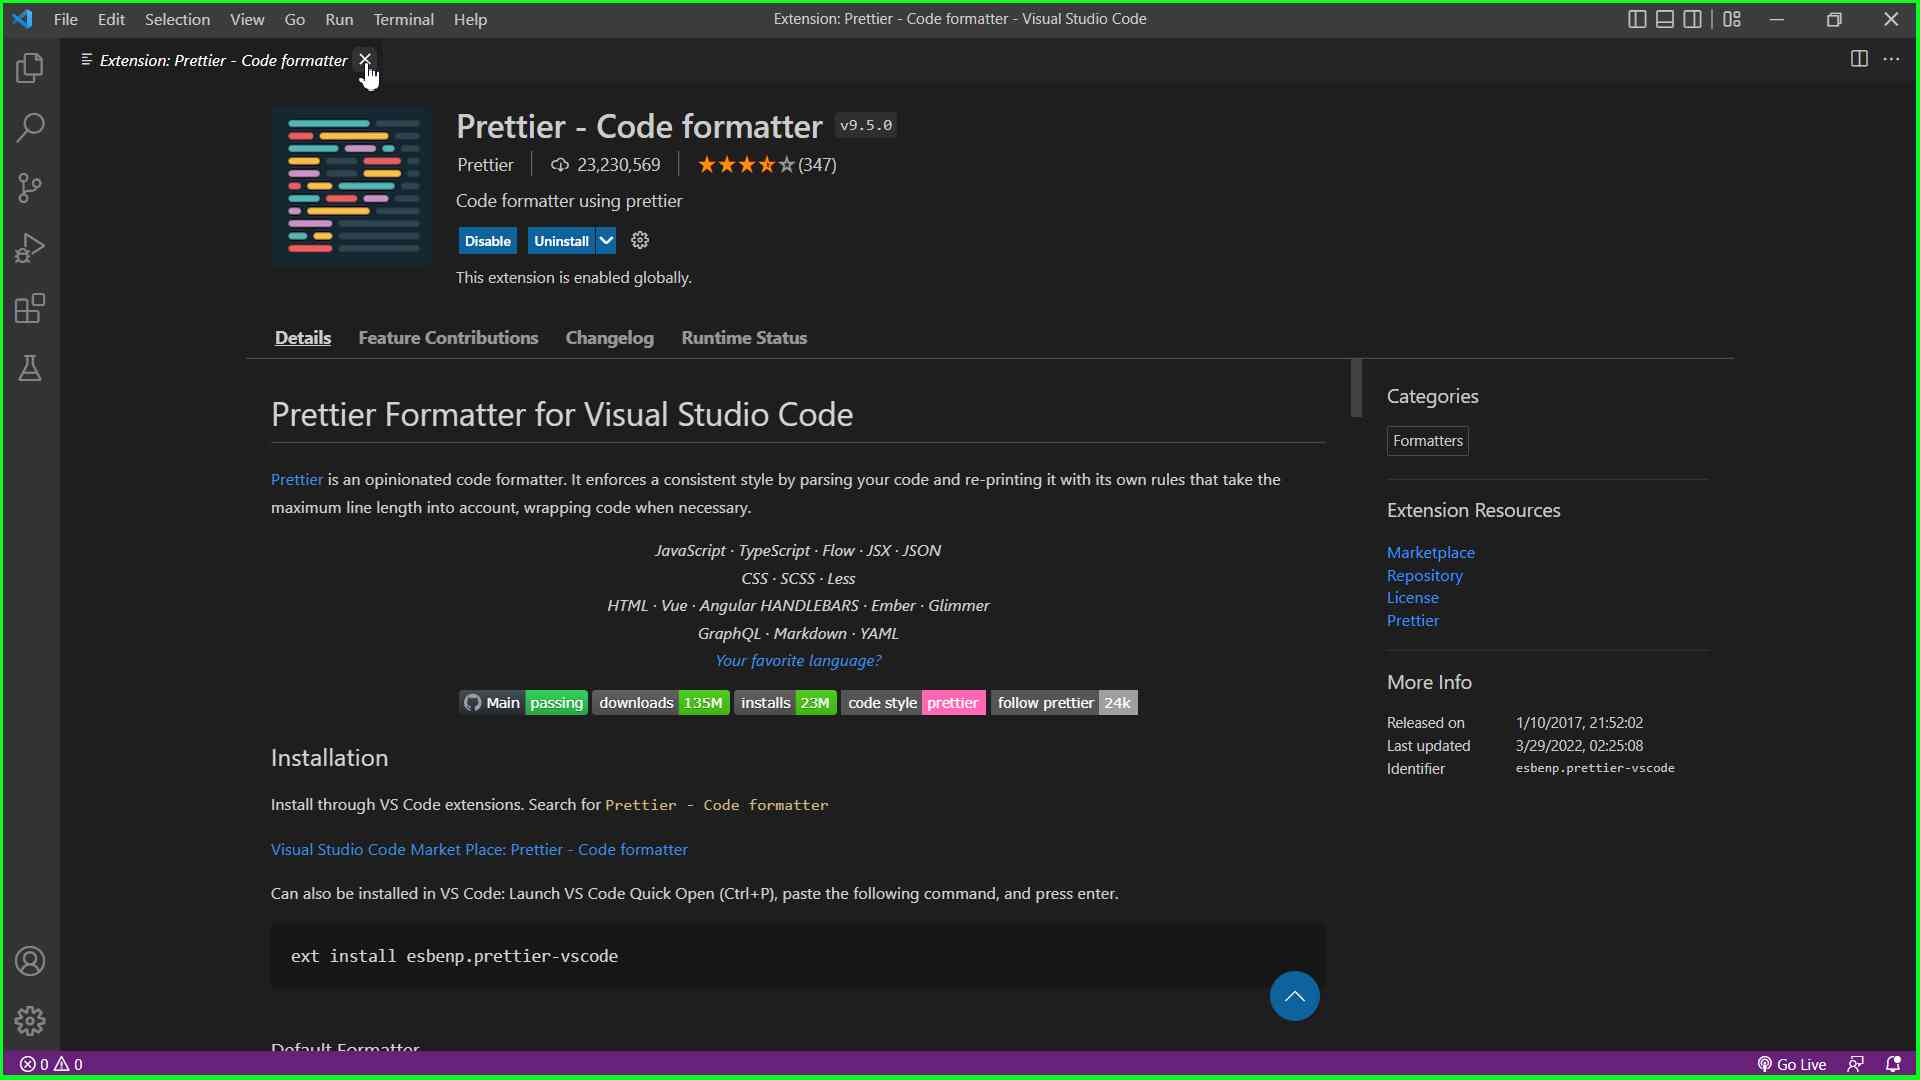 File Edit Selection View Go Run Terminal Help
Extension: Prettier - Code formatter - Visual Studio Code
Extension: Prettier - Code formatter
Prettier - Code formatter v9.5.0
Prettier 23,230,569 (347)
Code formatter using prettier
Disable Uninstall
This extension is enabled globally.
Details Feature Contributions Changelog Runtime Status
Prettier Formatter for Visual Studio Code
Prettier is an opinionated code formatter. It enforces a consistent style by parsing your code and re-printing it with its own rules that take the
maximum line length into account, wrapping code when necessary.
JavaScript · TypeScript · Flow · JSX · JSON
CSS · SCSS · Less
HTML · Vue · Angular HANDLEBARS · Ember · Glimmer
GraphQL · Markdown · YAML
Your favorite language?
Main passing downloads 135M installs 23M code style prettier follow prettier 24k
Installation
Install through VS Code extensions. Search for Prettier - Code formatter
Visual Studio Code Market Place: Prettier - Code formatter
Can also be installed in VS Code: Launch VS Code Quick Open (Ctrl+P), paste the following command, and press enter.
ext install esbenp.prettier-vscode
Default Formatter
Categories
Formatters
Extension Resources
Marketplace
Repository
License
Prettier
More Info
Released on 1/10/2017, 21:52:02
Last updated 3/29/2022, 02:25:08
Identifier esbenp.prettier-vscode
0 0
Go Live